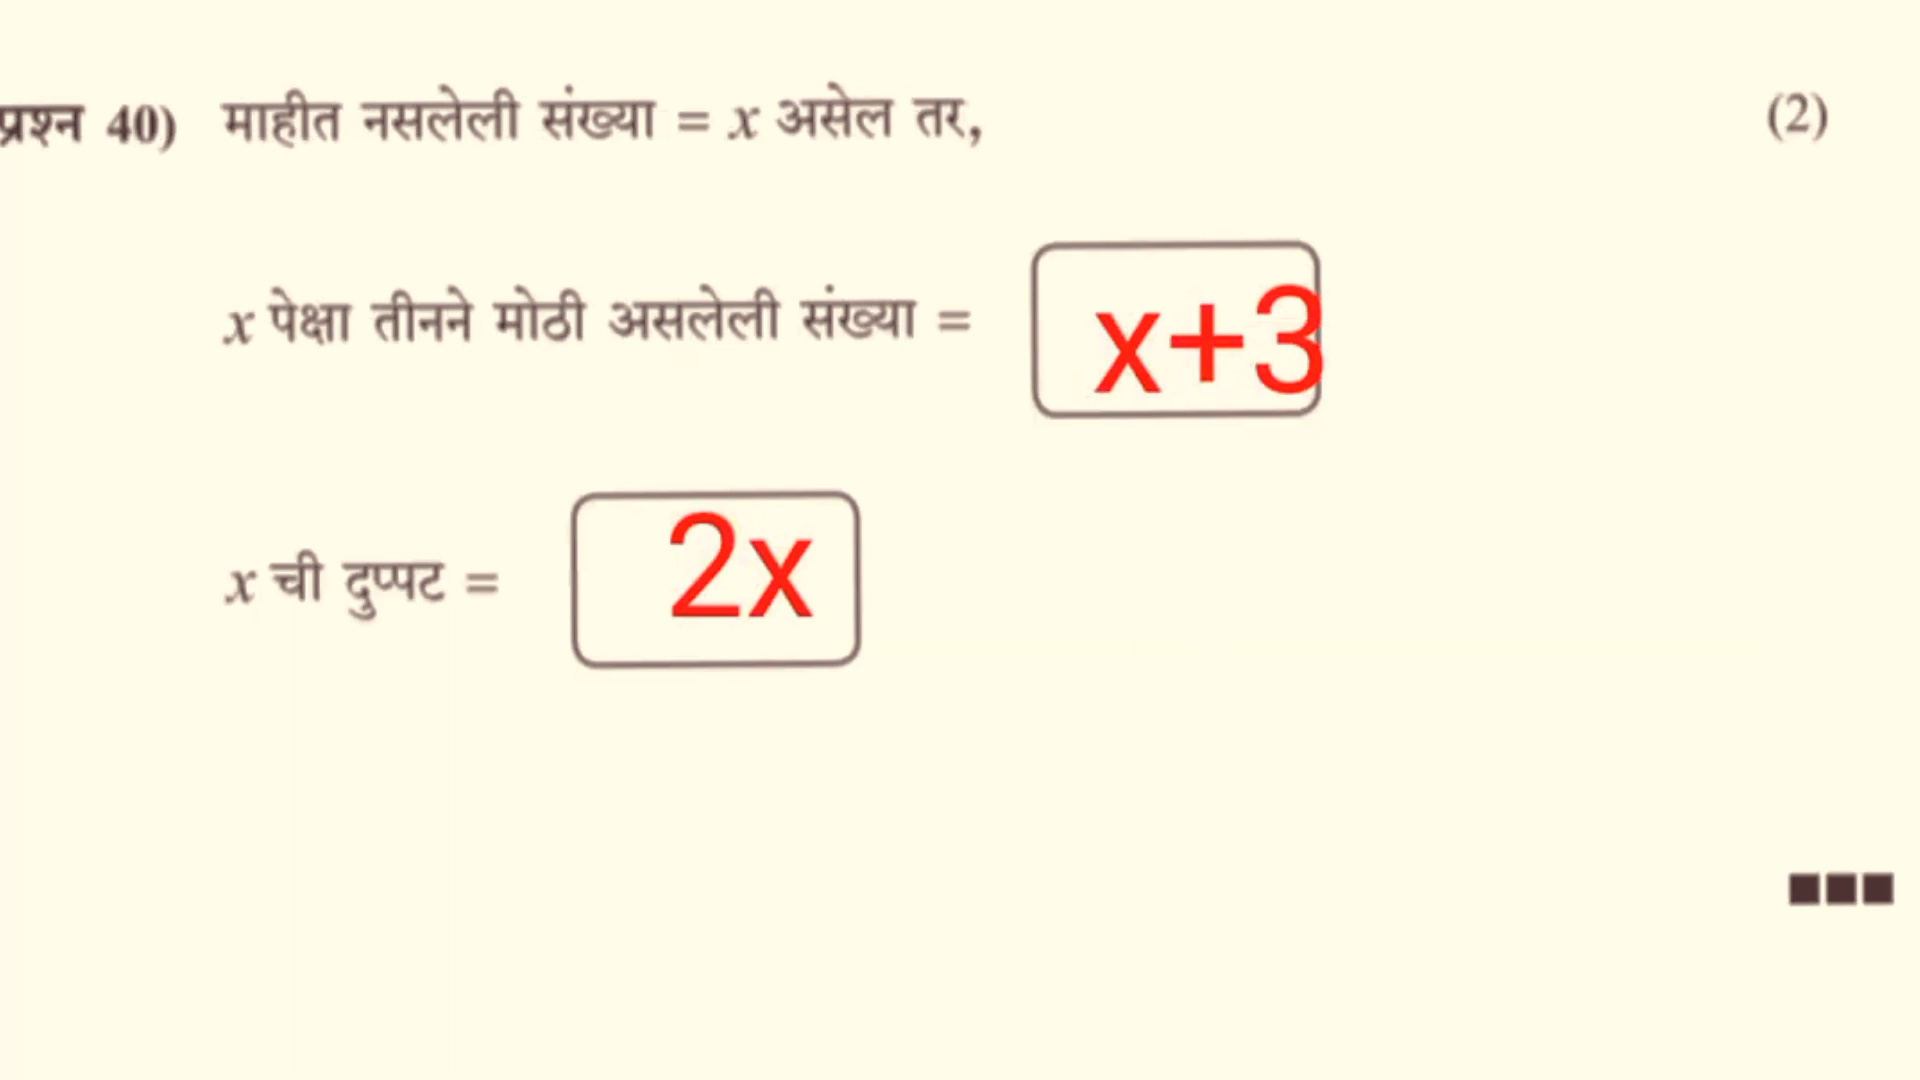 प्रश्न 40) माहीत नसलेली संख्या = x असेल तर, (2)
x पेक्षा तीनने मोठी असलेली संख्या = x+3
x ची दुप्पट = 2x